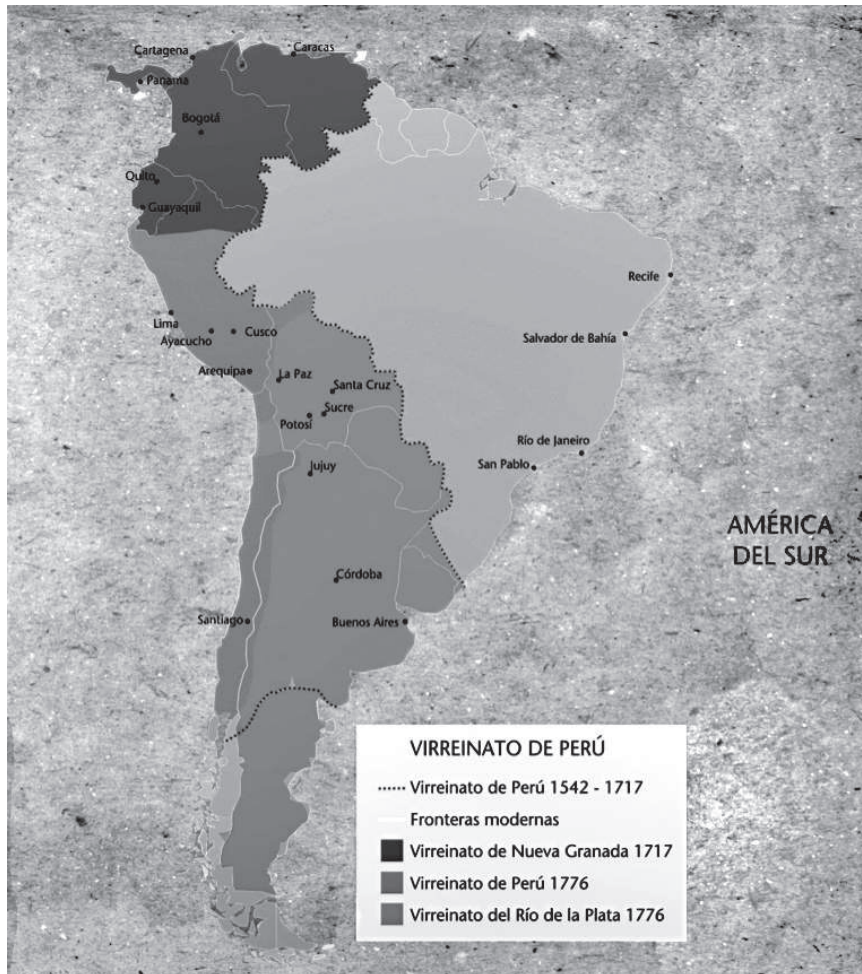 Cartagena
Caracas
Panama
Bogotá
Quito
Guayaquil
Recife
Lima
Ayacucho
Cusco
Salvador de Bahía
Arequipa
La Paz
Santa Cruz
Sucre
Potosí
Río de Janeiro
San Pablo
Jujuy
AMÉRICA
DEL SUR
Córdoba
Santiago
Buenos Aires
VIRREINATO DE PERÚ
Virreinato de Perú 1542 - 1717
Fronteras modernas
Virreinato de Nueva Granada 1717
Virreinato de Perú 1776
Virreinato del Río de la Plata 1776